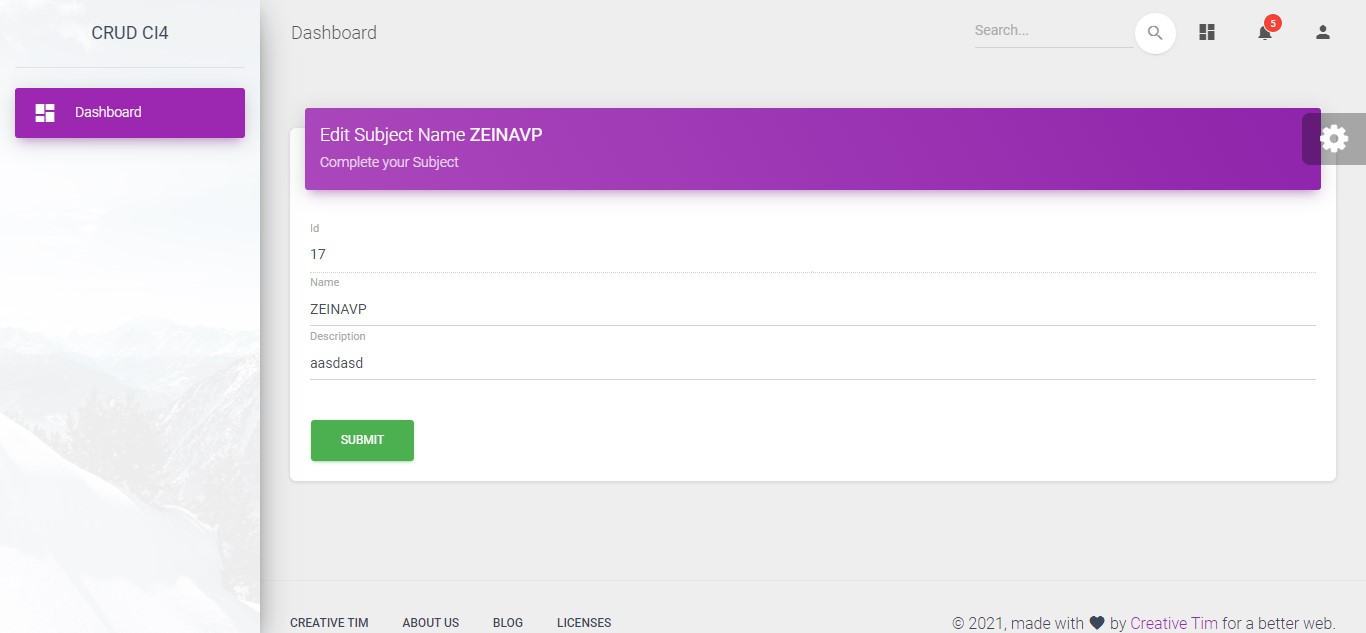 CRUD CI4
Dashboard
Dashboard
Search...
5
Edit Subject Name ZEINAVP
Complete your Subject
Id
17
Name
ZEINAVP
Description
aasdasd
SUBMIT
CREATIVE TIM ABOUT US BLOG LICENSES
© 2021, made with by Creative Tim for a better web.